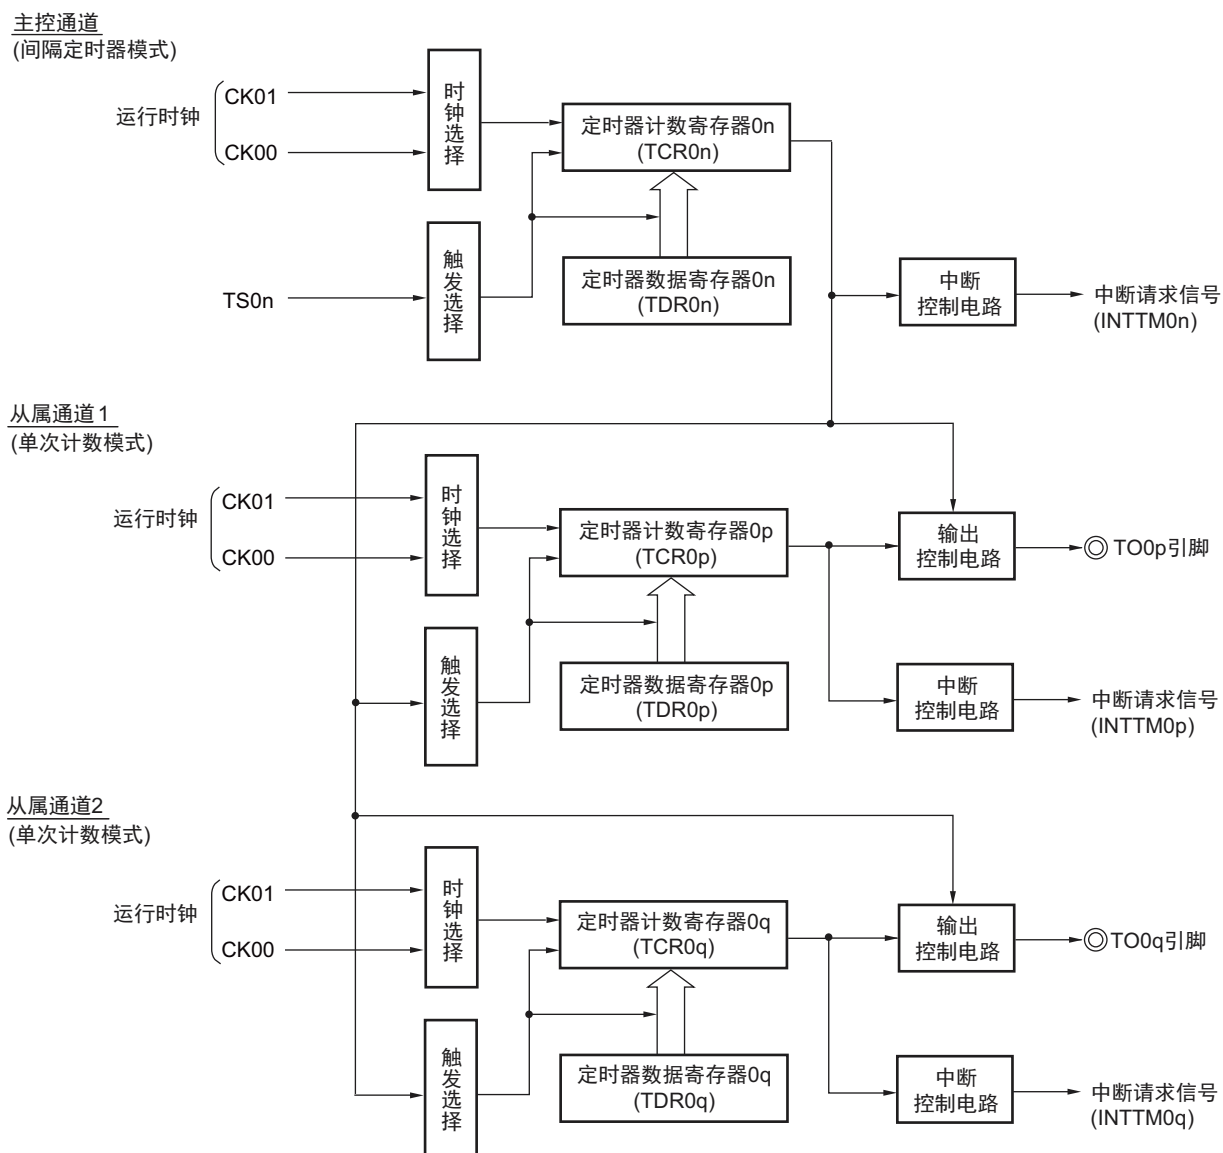 主控通道
(间隔定时器模式)
运行时钟
CK01
CK00
时钟选择
定时器计数寄存器0n
(TCR0n)
TS0n
触发选择
定时器数据寄存器0n
(TDR0n)
中断
控制电路
中断请求信号
(INTTM0n)
从属通道1
(单次计数模式)
运行时钟
CK01
CK00
时钟选择
定时器计数寄存器0p
(TCR0p)
输出
控制电路
TO0p引脚
触发选择
定时器数据寄存器0p
(TDR0p)
中断
控制电路
中断请求信号
(INTTM0p)
从属通道2
(单次计数模式)
运行时钟
CK01
CK00
时钟选择
定时器计数寄存器0q
(TCR0q)
输出
控制电路
TO0q引脚
触发选择
定时器数据寄存器0q
(TDR0q)
中断
控制电路
中断请求信号
(INTTM0q)